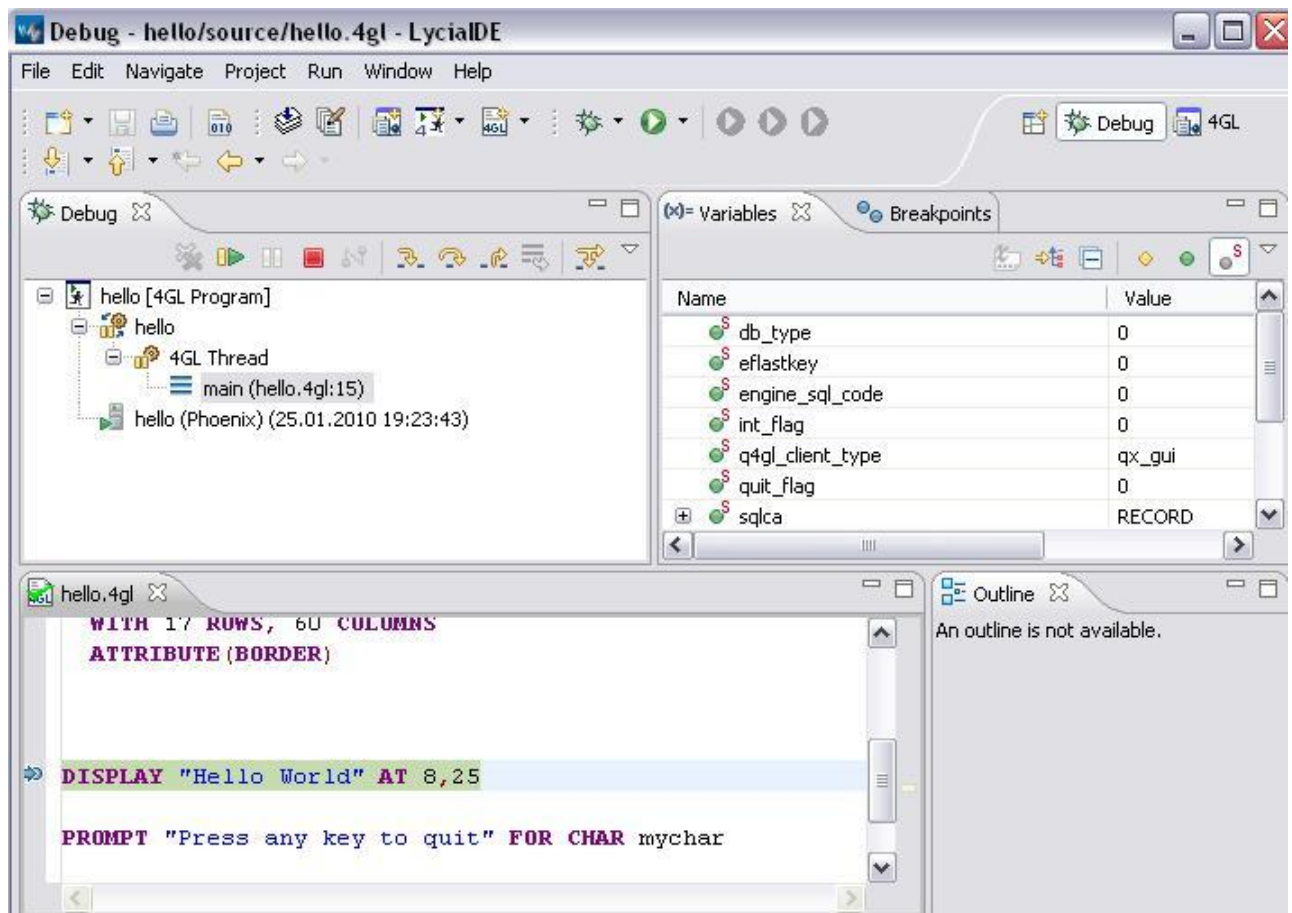 Debug - hello/source/hello.4gl - LyciaIDE
File Edit Navigate Project Run Window Help
010
4GL
Debug
4GL
Debug
(x)= Variables
Breakpoints
S
hello [4GL Program]
hello
4GL Thread
main (hello.4gl:15)
hello (Phoenix) (25.01.2010 19:23:43)
Name Value
S db_type 0
S eflastkey 0
S engine_sql_code 0
S int_flag 0
S q4gl_client_type qx_gui
S quit_flag 0
S sqlca RECORD
4GL hello.4gl
WITH 17 ROWS, 60 COLUMNS
ATTRIBUTE(BORDER)
DISPLAY "Hello World" AT 8,25
PROMPT "Press any key to quit" FOR CHAR mychar
Outline
An outline is not available.